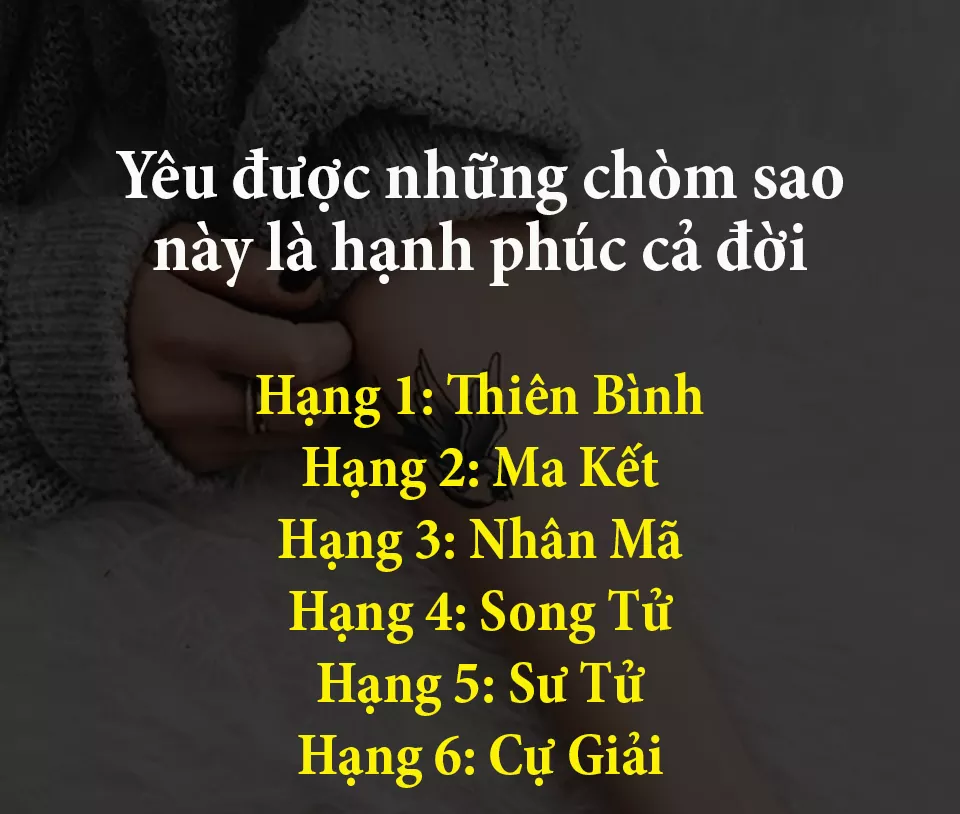 Yêu được những chòm sao
này là hạnh phúc cả đời
Hạng 1: Thiên Bình
Hạng 2: Ma Kết
Hạng 3: Nhân Mã
Hạng 4: Song Tử
Hạng 5: Sư Tử
Hạng 6: Cự Giải